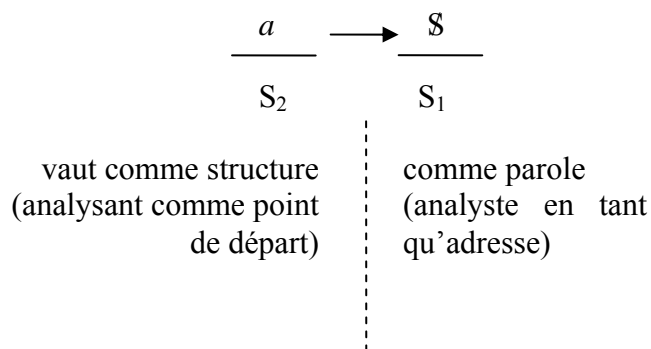 a → $
S₂ S₁
vaut comme structure
(analysant comme point
de départ)
comme parole
(analyste en tant
qu’adresse)